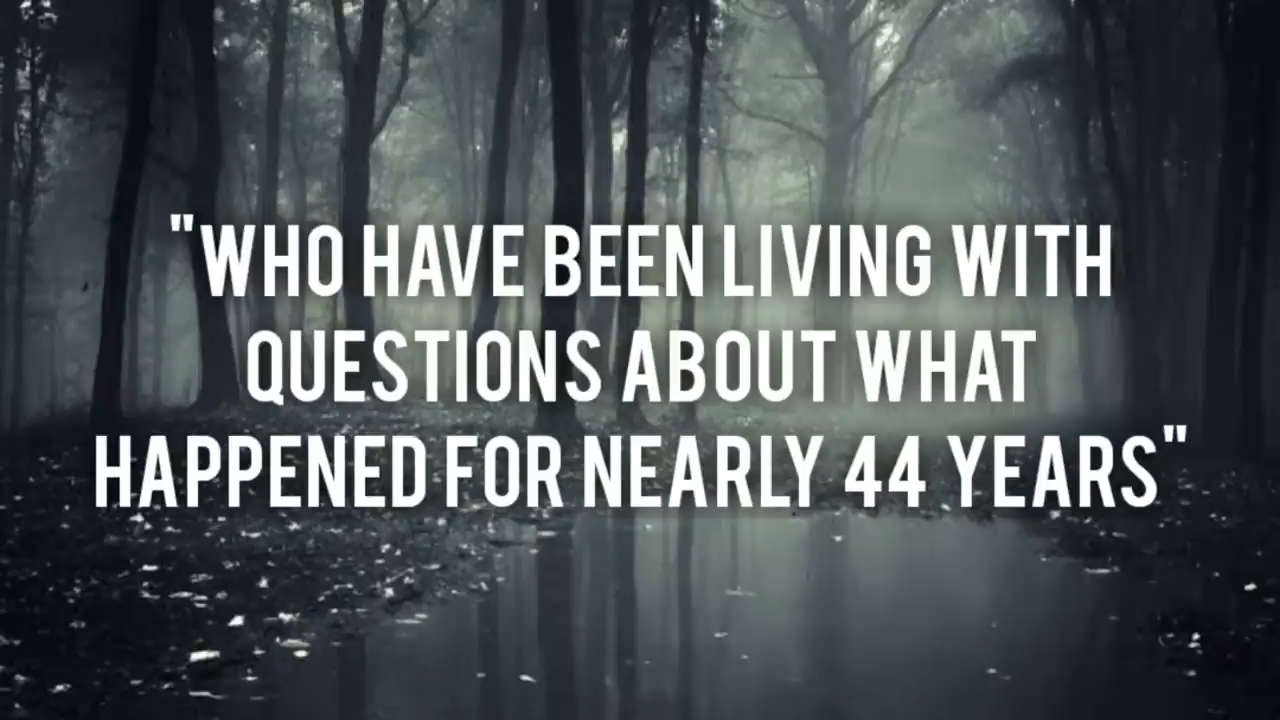 "WHO HAVE BEEN LIVING WITH
QUESTIONS ABOUT WHAT
HAPPENED FOR NEARLY 44 YEARS"